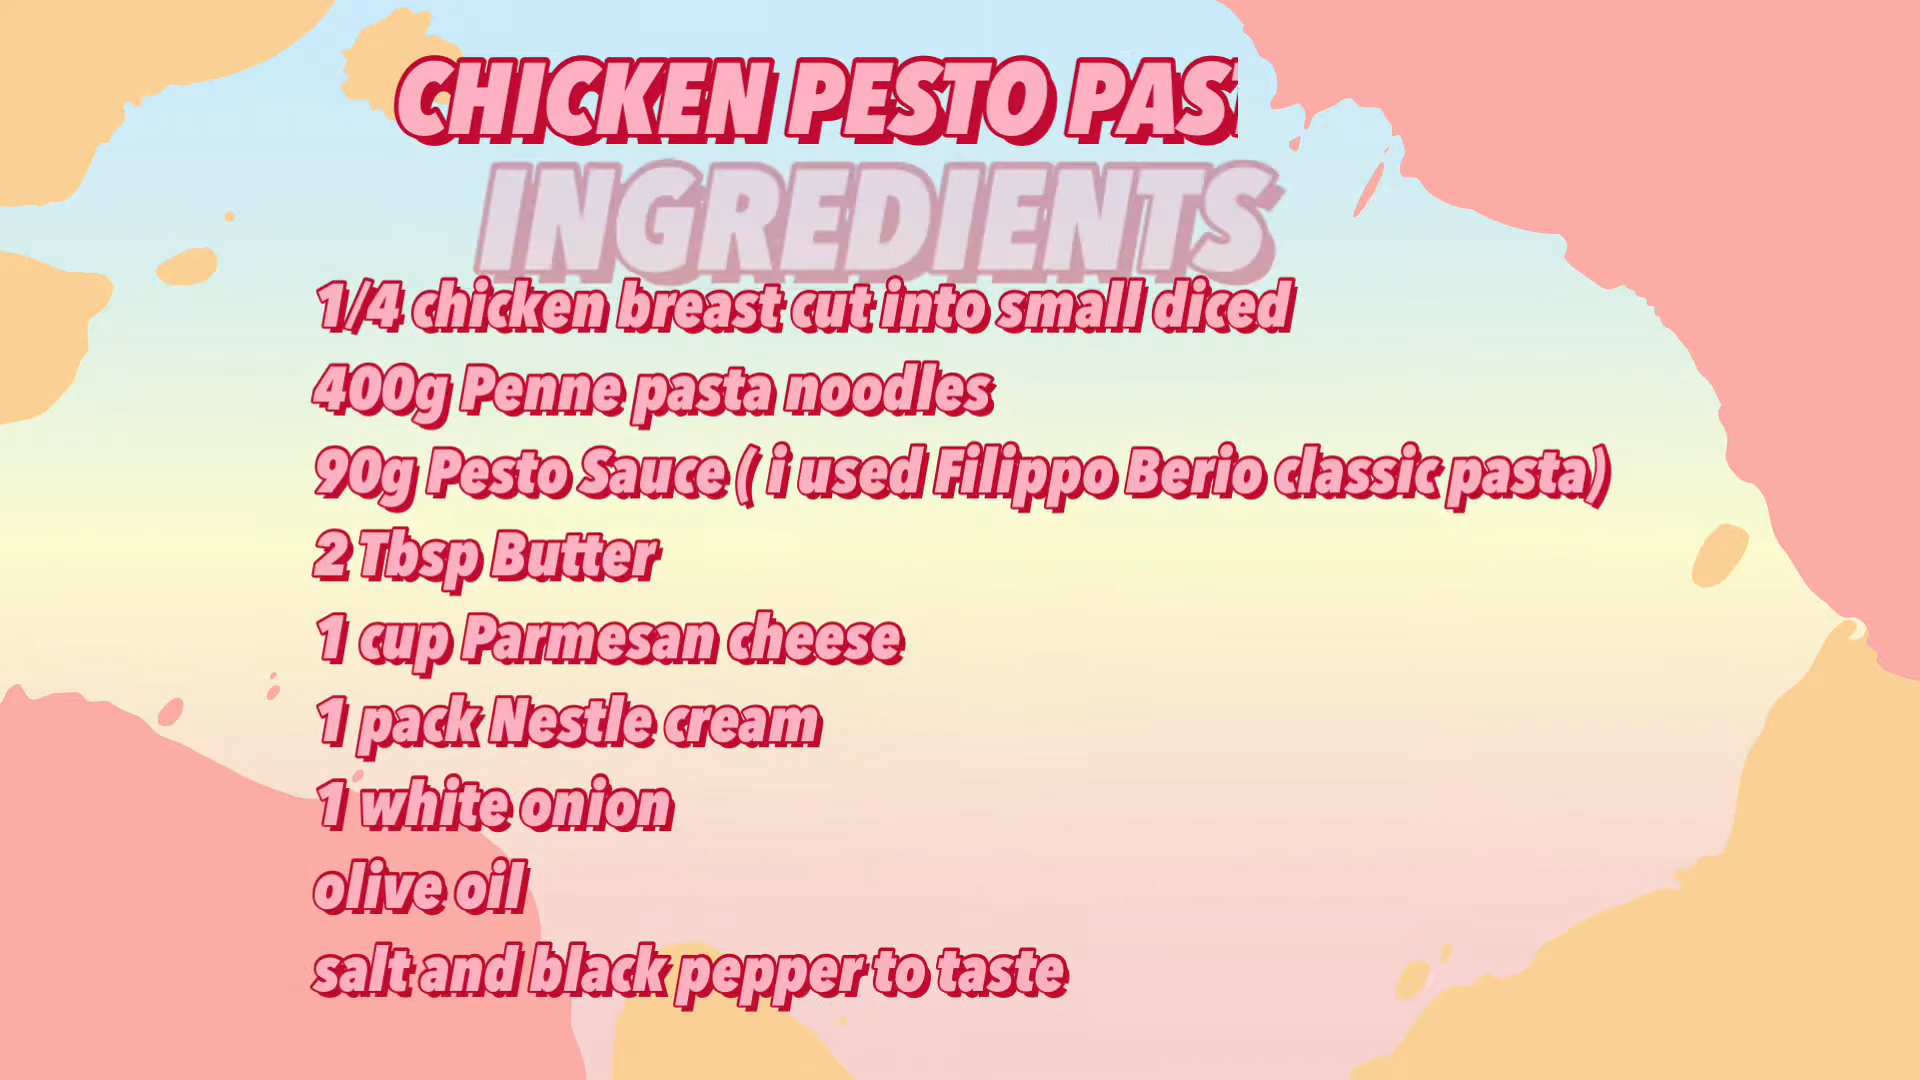 CHICKEN PESTO PAS
INGREDIENTS
1/4 chicken breast cut into small diced
400g Penne pasta noodles
90g Pesto Sauce ( i used Filippo Berio classic pasta)
2 Tbsp Butter
1 cup Parmesan cheese
1 pack Nestle cream
1 white onion
olive oil
salt and black pepper to taste